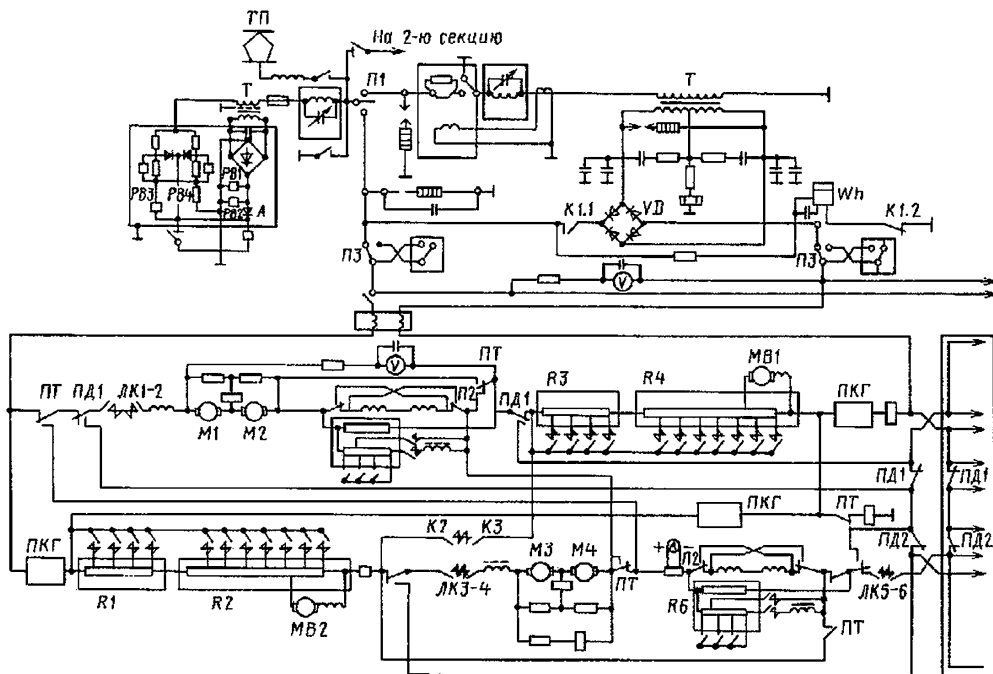 ТП
На 2-ю секцию
П1
Т
Т
РВ3
РВ4
РВ1
РВ2
А
К1.1
VD
Wh
К1.2
П3
V
П3
V
ПТ
ПД1
ЛК1-2
М1
М2
П2
ПТ
ПД1
R3
R4
МВ1
ПКГ
ПД1
ПД1
ПКГ
ПТ
ПД2
ПД2
ПКГ
R1
R2
МВ2
К2
К3
ЛК3-4
М3
М4
ПТ
+
A
−
П2
R6
ПТ
ЛК5-6